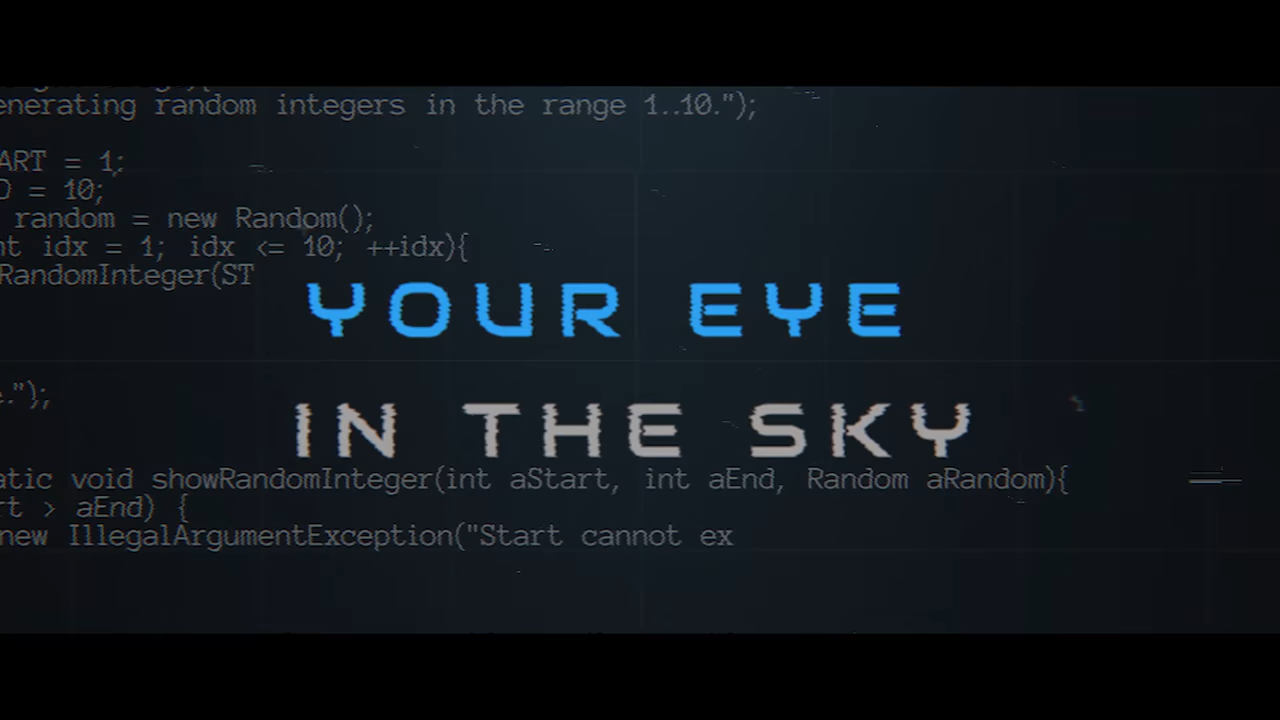 enerating random integers in the range 1..10.");
ART = 1;
= 10;
random = new Random();
nt idx = 1; idx <= 10; ++idx){
RandomInteger(ST
YOUR EYE
IN THE SKY
.");
atic void showRandomInteger(int aStart, int aEnd, Random aRandom){
rt > aEnd) {
new IllegalArgumentException("Start cannot ex